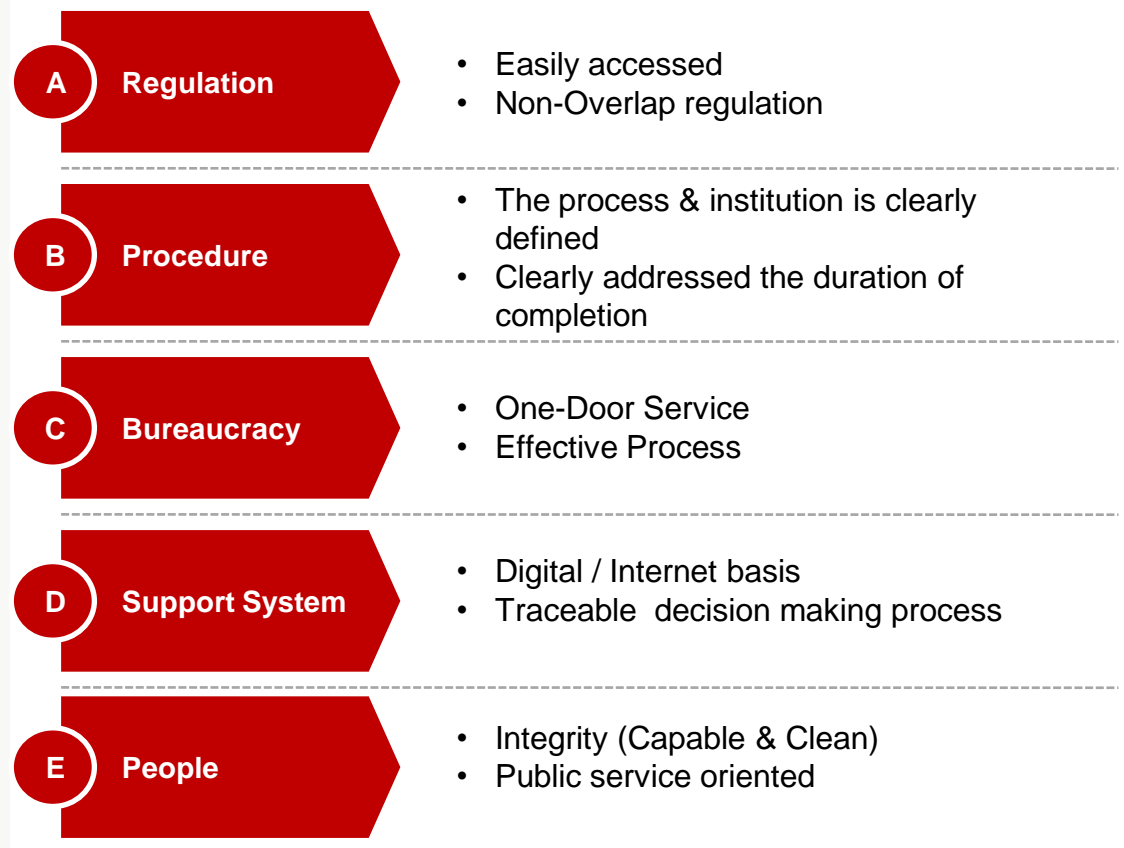 A
Regulation
• Easily accessed
• Non-Overlap regulation
B
Procedure
• The process & institution is clearly
defined
• Clearly addressed the duration of
completion
C
Bureaucracy
• One-Door Service
• Effective Process
D
Support System
• Digital / Internet basis
• Traceable  decision making process
E
People
• Integrity (Capable & Clean)
• Public service oriented